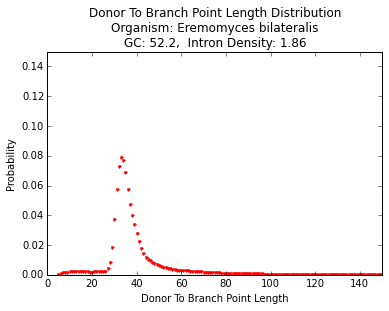 Donor To Branch Point Length Distribution
Organism: Eremomyces bilateralis
GC: 52.2,  Intron Density: 1.86
0.14
0.12
0.10
0.08
0.06
0.04
0.02
0.00
Probability
0 20 40 60 80 100 120 140
Donor To Branch Point Length